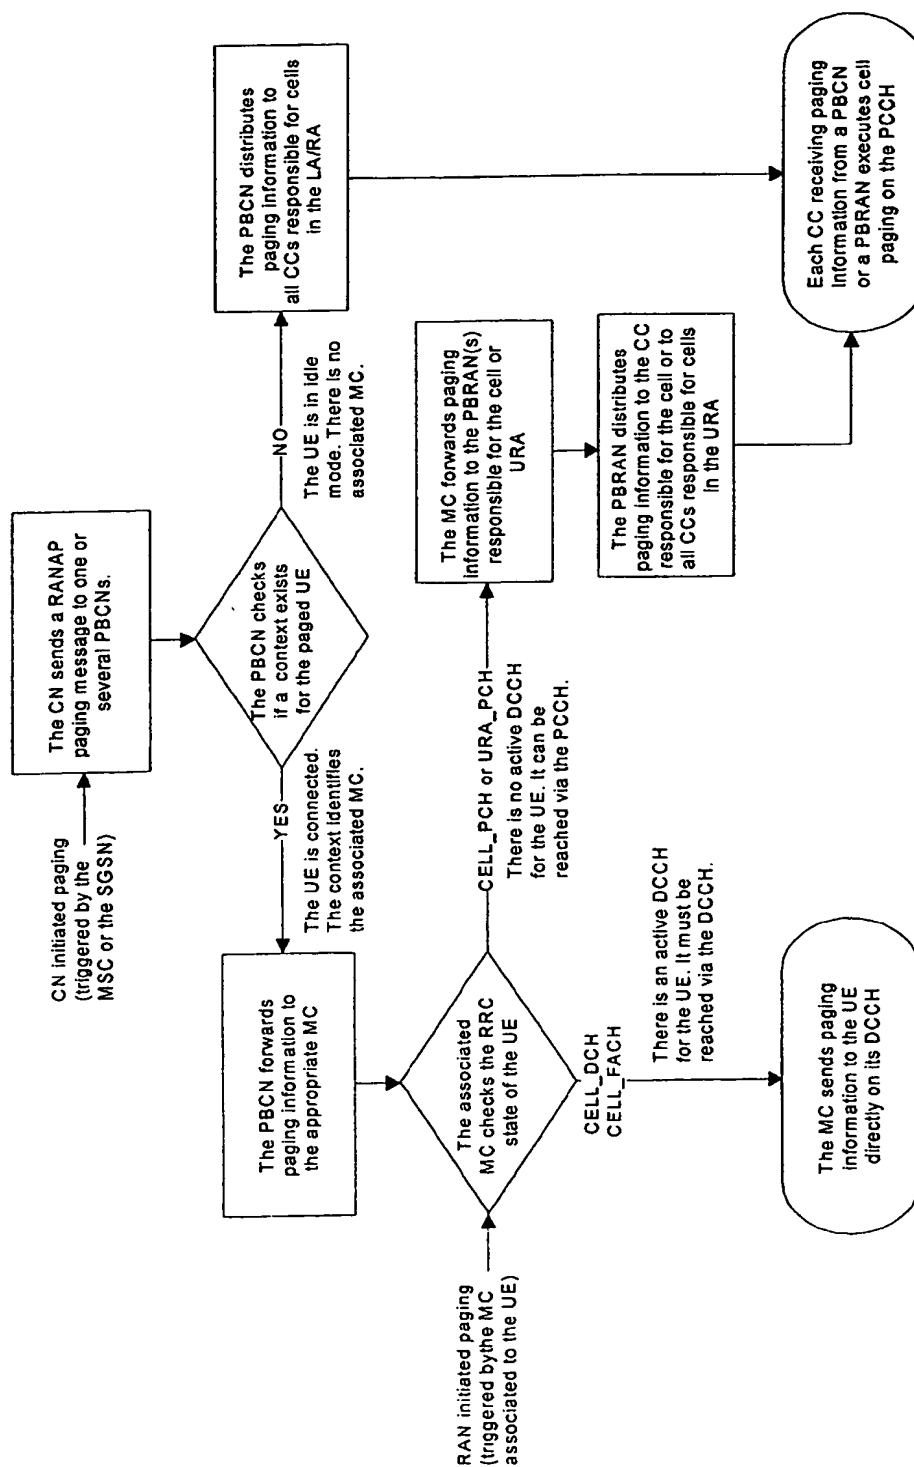 CN initiated paging
(triggered by the
MSC or the SGSN)
The CN sends a RANAP
paging message to one or
several PBCNs.
The PBCN checks
if a context exists
for the paged UE
YES
The UE is connected.
The context identifies
the associated MC.
NO
The UE is in idle
mode. There is no
associated MC.
The PBCN forwards
paging information to
the appropriate MC
The PBCN distributes
paging information to
all CCs responsible for cells
in the LA/RA
RAN initiated paging
(triggered bythe MC
associated to the UE)
The associated
MC checks the RRC
state of the UE
CELL_PCH or URA_PCH
There is no active DCCH
for the UE. It can be
reached via the PCCH.
The MC forwards paging
information to the PBRAN(s)
responsible for the cell or
URA
CELL_DCH
CELL_FACH
There is an active DCCH
for the UE. It must be
reached via the DCCH.
The PBRAN distributes
paging information to the CC
responsible for the cell or to
all CCs responsible for cells
in the URA
The MC sends paging
information to the UE
directly on its DCCH
Each CC receiving paging
Information from a PBCN
or a PBRAN executes cell
paging on the PCCH